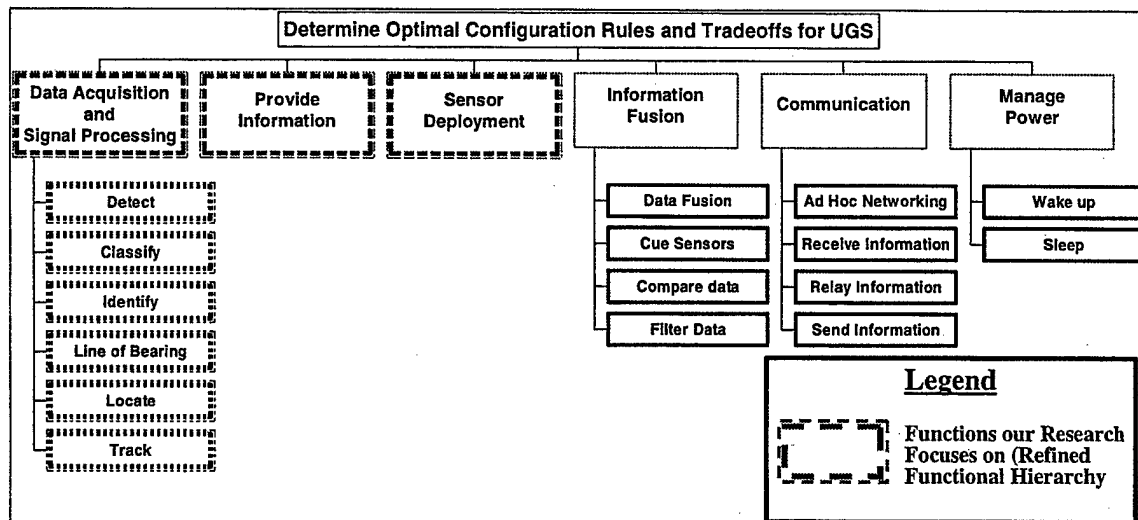 Determine Optimal Configuration Rules and Tradeoffs for UGS
Data Acquisition
and
Signal Processing
Provide
Information
Sensor
Deployment
Information
Fusion
Communication
Manage
Power
Detect
Classify
Identify
Line of Bearing
Locate
Track
Data Fusion
Cue Sensors
Compare data
Filter Data
Ad Hoc Networking
Receive Information
Relay Information
Send Information
Wake up
Sleep
Legend
Functions our Research
Focuses on (Refined
Functional Hierarchy